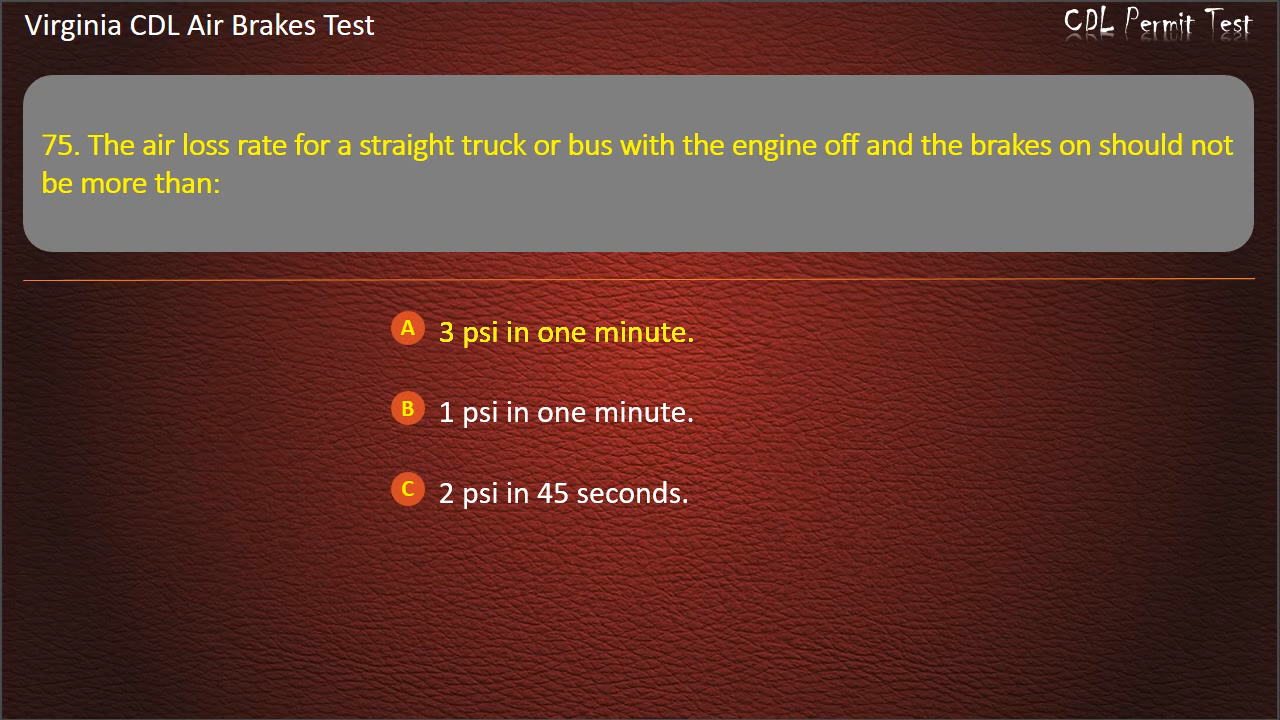 Virginia CDL Air Brakes Test
CDL Permit Test
75. The air loss rate for a straight truck or bus with the engine off and the brakes on should not
be more than:
A 3 psi in one minute.
B 1 psi in one minute.
C 2 psi in 45 seconds.